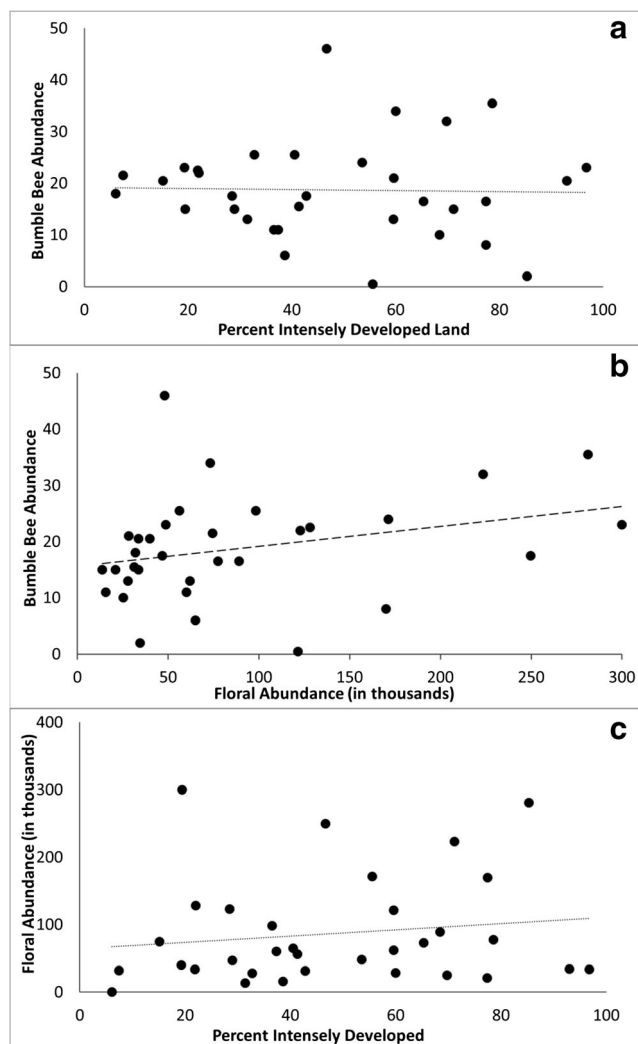 a
50
40
30
20
10
0
Bumble Bee Abundance
0 20 40 60 80 100
Percent Intensely Developed Land
b
50
40
30
20
10
0
Bumble Bee Abundance
0 50 100 150 200 250 300
Floral Abundance (in thousands)
c
400
300
200
100
0
Floral Abundance (in thousands)
0 20 40 60 80 100
Percent Intensely Developed